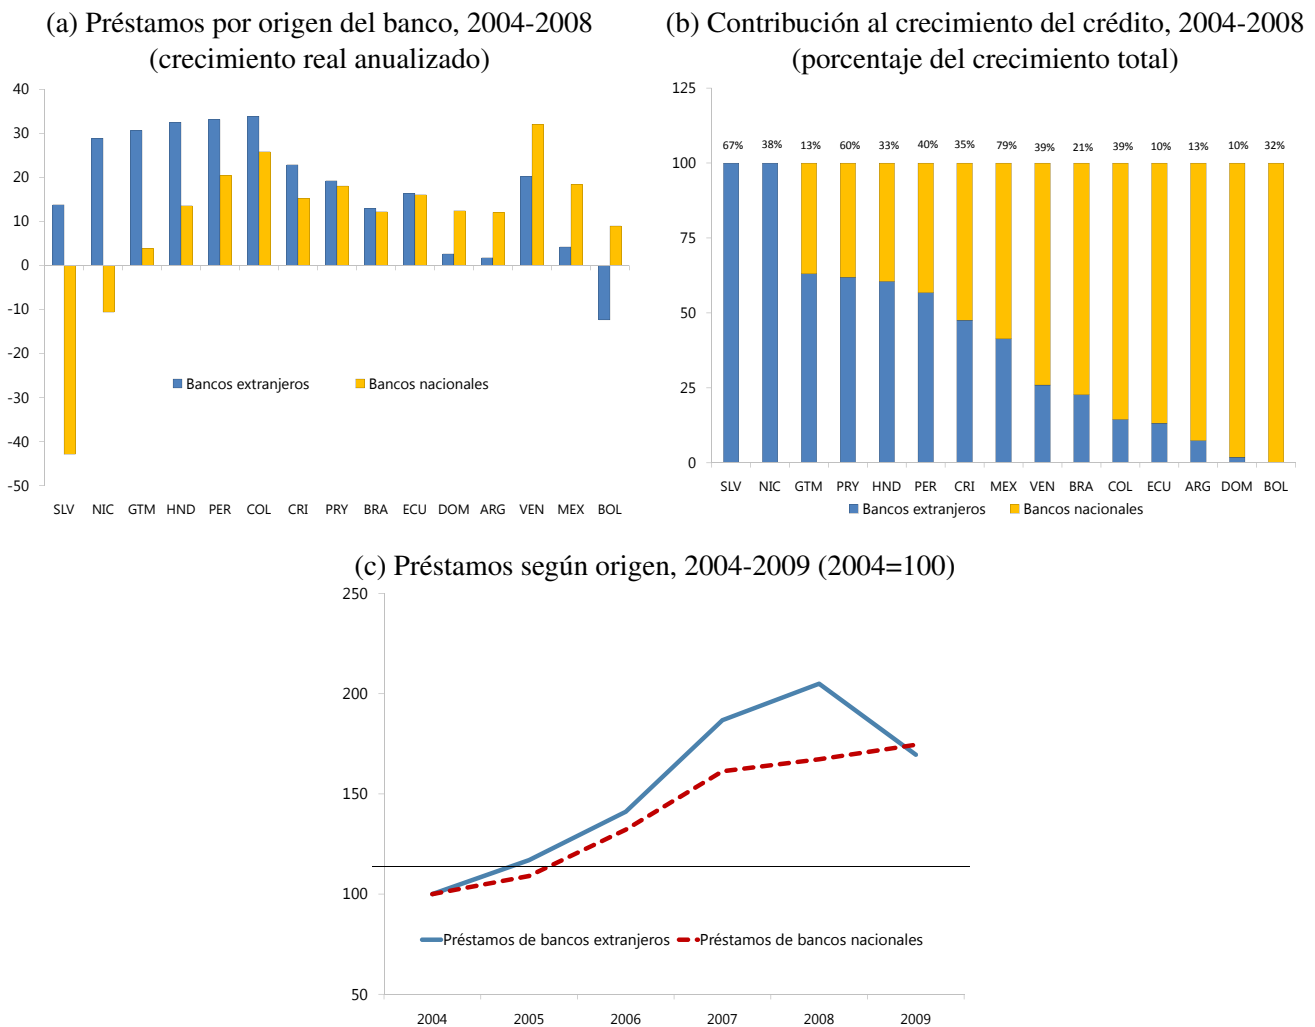 (a) Préstamos por origen del banco, 2004-2008
(crecimiento real anualizado)
40
30
20
10
0
-10
-20
-30
-40
-50
Bancos extranjeros Bancos nacionales
SLV NIC GTM HND PER COL CRI PRY BRA ECU DOM ARG VEN MEX BOL
(b) Contribución al crecimiento del crédito, 2004-2008
(porcentaje del crecimiento total)
125
67% 38% 13% 60% 33% 40% 35% 79% 39% 21% 39% 10% 13% 10% 32%
100
75
50
25
0
SLV NIC GTM PRY HND PER CRI MEX VEN BRA COL ECU ARG DOM BOL
Bancos extranjeros Bancos nacionales
(c) Préstamos según origen, 2004-2009 (2004=100)
250
200
150
100
Préstamos de bancos extranjeros Préstamos de bancos nacionales
50
2004 2005 2006 2007 2008 2009